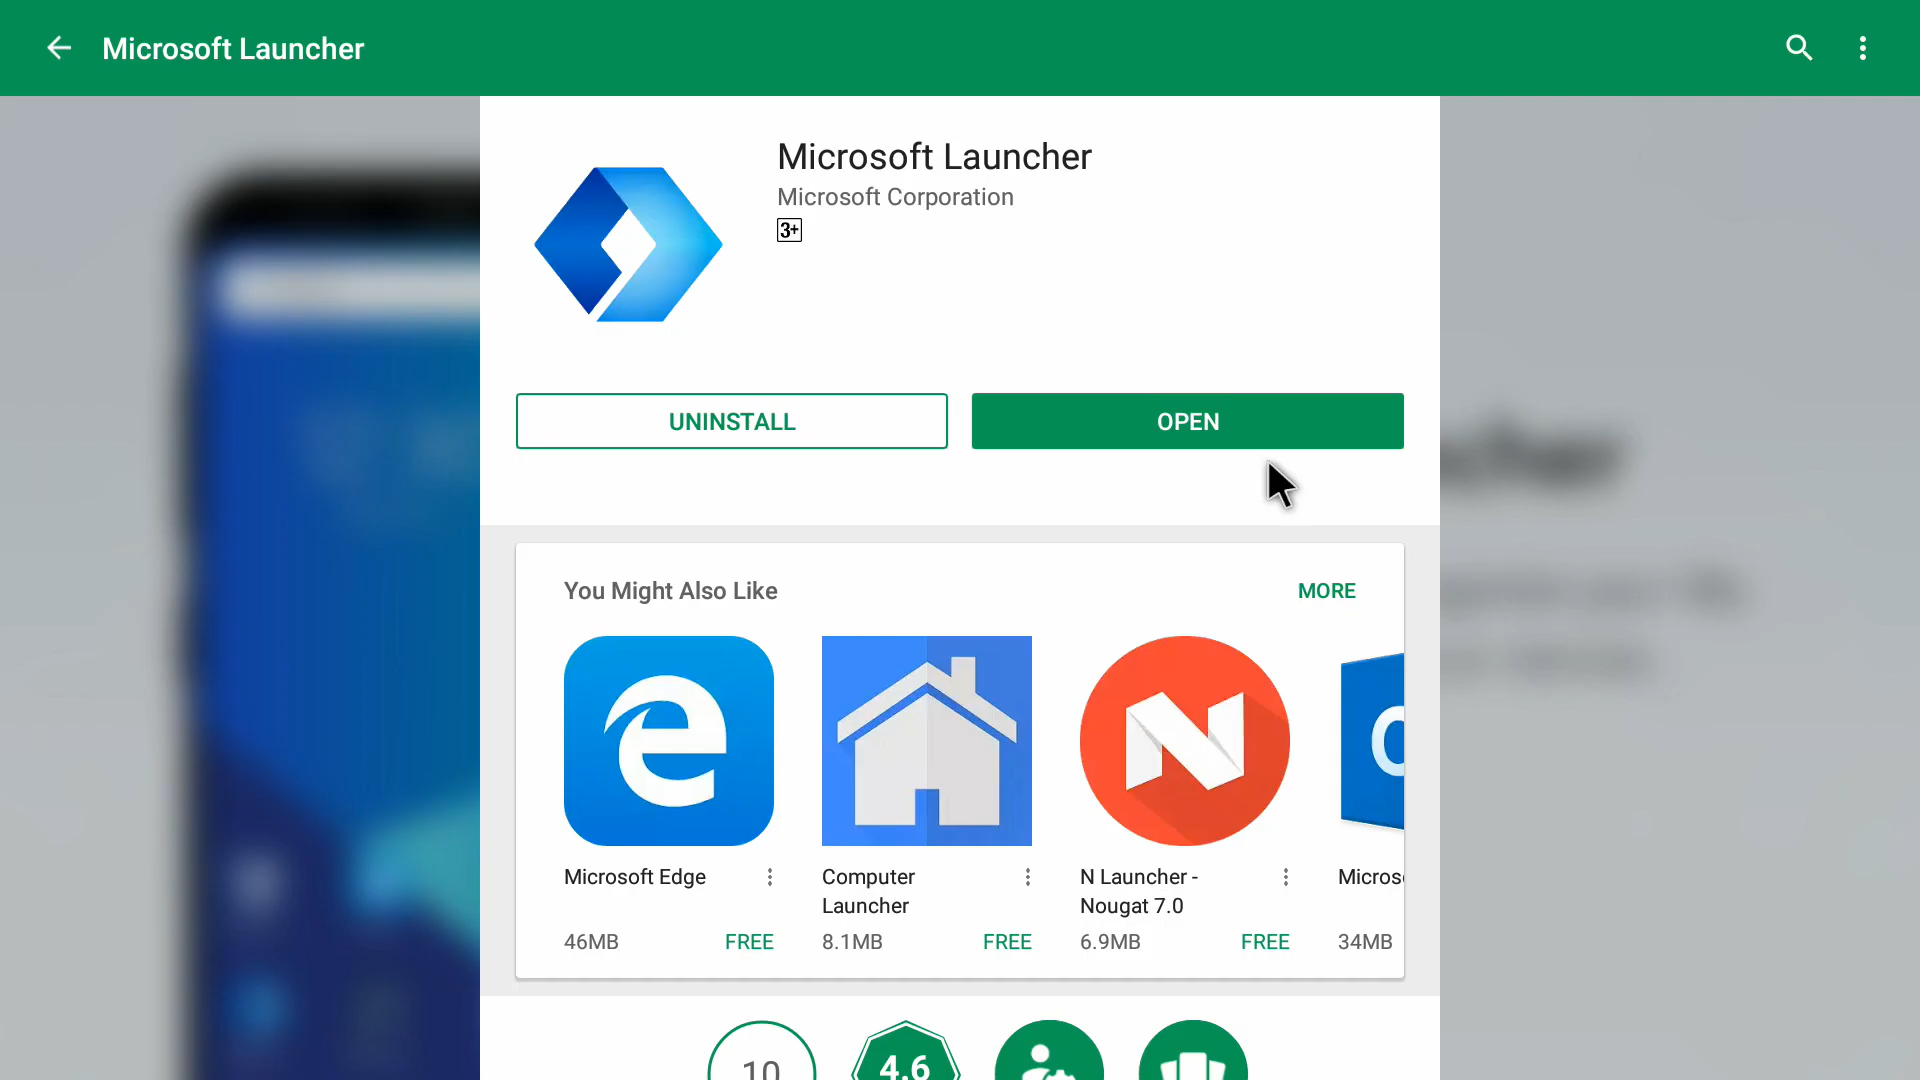 Microsoft Launcher
Microsoft Launcher
Microsoft Corporation
3+
UNINSTALL
OPEN
You Might Also Like
MORE
Microsoft Edge
46MB
FREE
Computer
Launcher
8.1MB
FREE
N Launcher -
Nougat 7.0
6.9MB
FREE
Micros
34MB
10
4.6